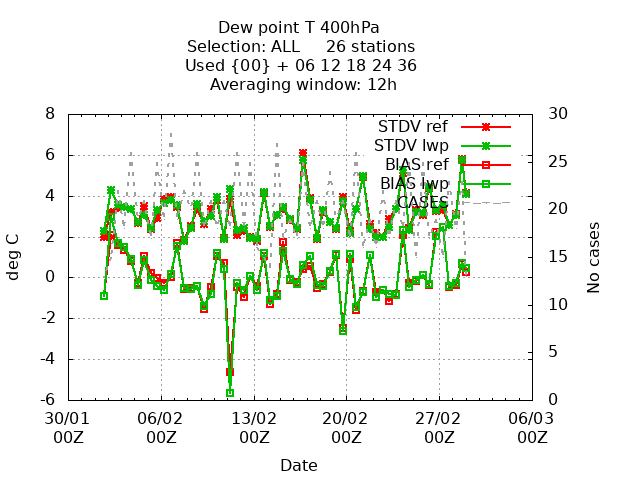 Dew point T 400hPa
Selection: ALL     26 stations
Used {00} + 06 12 18 24 36
Averaging window: 12h
8
6
4
2
0
-2
-4
-6
deg C
30
25
20
15
10
5
0
No cases
STDV ref
STDV lwp
BIAS ref
BIAS lwp
CASES
30/01 06/02 13/02 20/02 27/02 06/03
00Z 00Z 00Z 00Z 00Z 00Z
Date